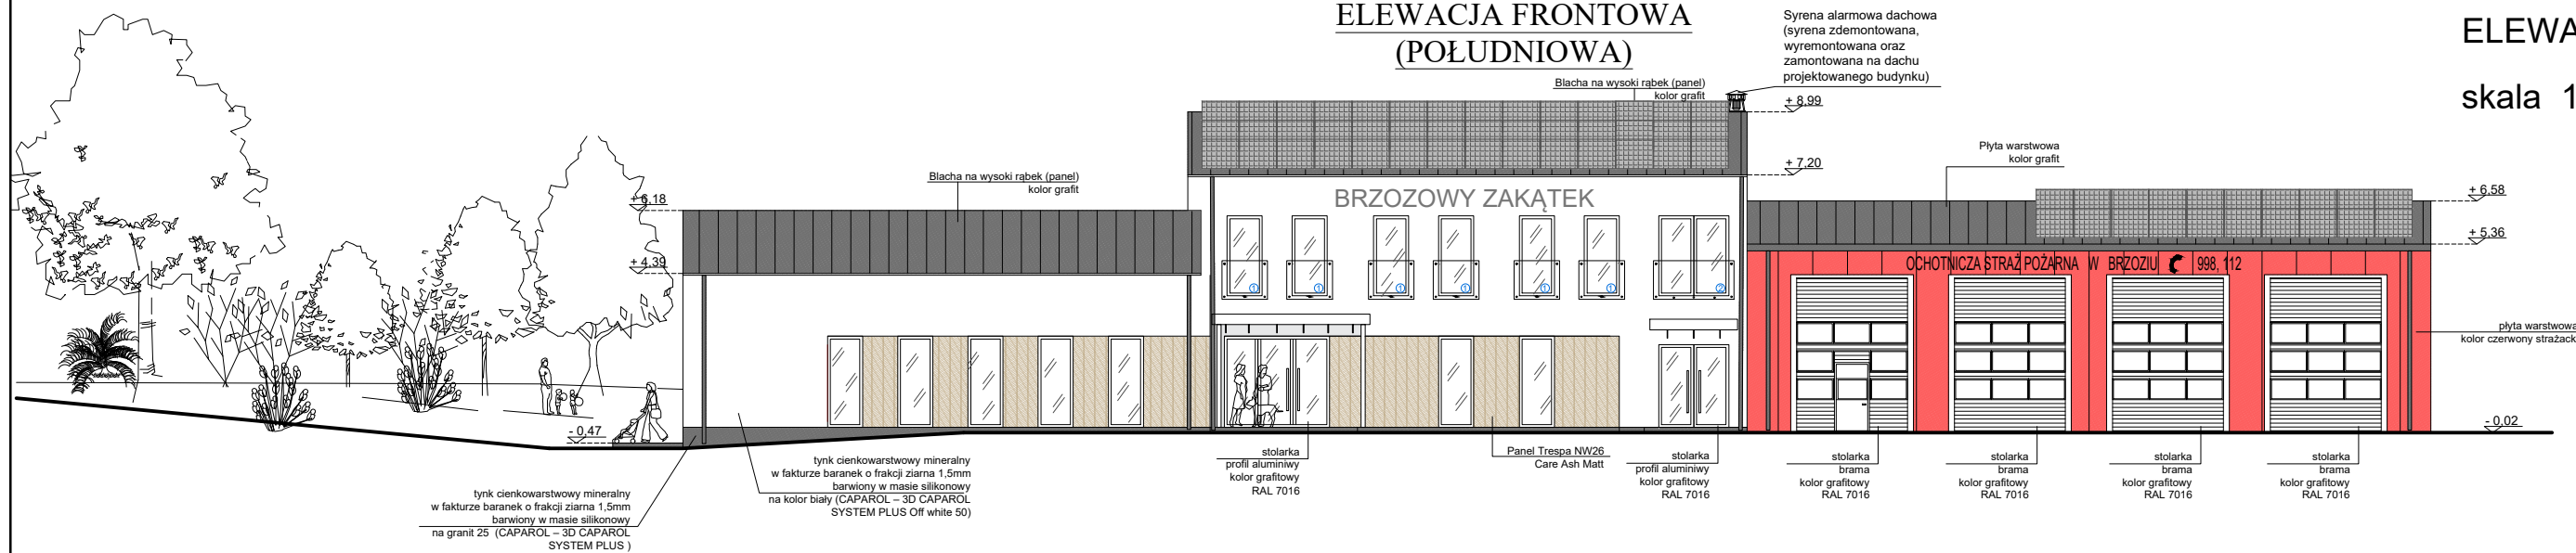 ELEWACJA FRONTOWA
(POŁUDNIOWA)
Syrena alarmowa dachowa
(syrena zdemontowana,
wyremontowana oraz
zamontowana na dachu
projektowanego budynku)
ELEWA
skala 1
Blacha na wysoki rąbek (panel)
kolor grafit
+ 8,99
+ 7,20
Płyta warstwowa
kolor grafit
Blacha na wysoki rąbek (panel)
kolor grafit
+ 6,18
+ 4,39
BRZOZOWY ZAKĄTEK
+ 6,58
+ 5,36
OCHOTNICZA STRAŻ POŻARNA W BRZOZIU 998, 112
1
1
1
1
1
1
2
płyta warstwowa
kolor czerwony strażack
- 0,47
- 0,02
stolarka
profil aluminiwy
kolor grafitowy
RAL 7016
Panel Trespa NW26
Care Ash Matt
stolarka
profil aluminiwy
kolor grafitowy
RAL 7016
stolarka
brama
kolor grafitowy
RAL 7016
stolarka
brama
kolor grafitowy
RAL 7016
stolarka
brama
kolor grafitowy
RAL 7016
stolarka
brama
kolor grafitowy
RAL 7016
tynk cienkowarstwowy mineralny
w fakturze baranek o frakcji ziarna 1,5mm
barwiony w masie silikonowy
na kolor biały (CAPAROL – 3D CAPAROL
SYSTEM PLUS Off white 50)
tynk cienkowarstwowy mineralny
w fakturze baranek o frakcji ziarna 1,5mm
barwiony w masie silikonowy
na granit 25 (CAPAROL – 3D CAPAROL
SYSTEM PLUS )